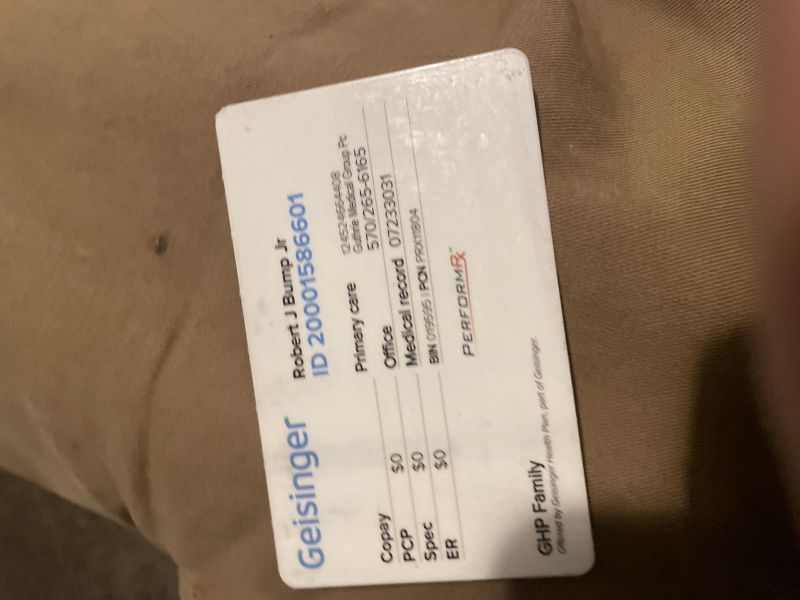 Geisinger
Robert J Bump Jr
ID 20001586601
Copay
PCP $0
Spec $0
ER $0
Primary care
Guthrie Medical Group Pc
Office 570/265-6165
Medical record 07233031
BIN 019595 | PCN PRX11804
PERFORMRx
GHP Family
Offered by Geisinger Health Plan, part of Geisinger.